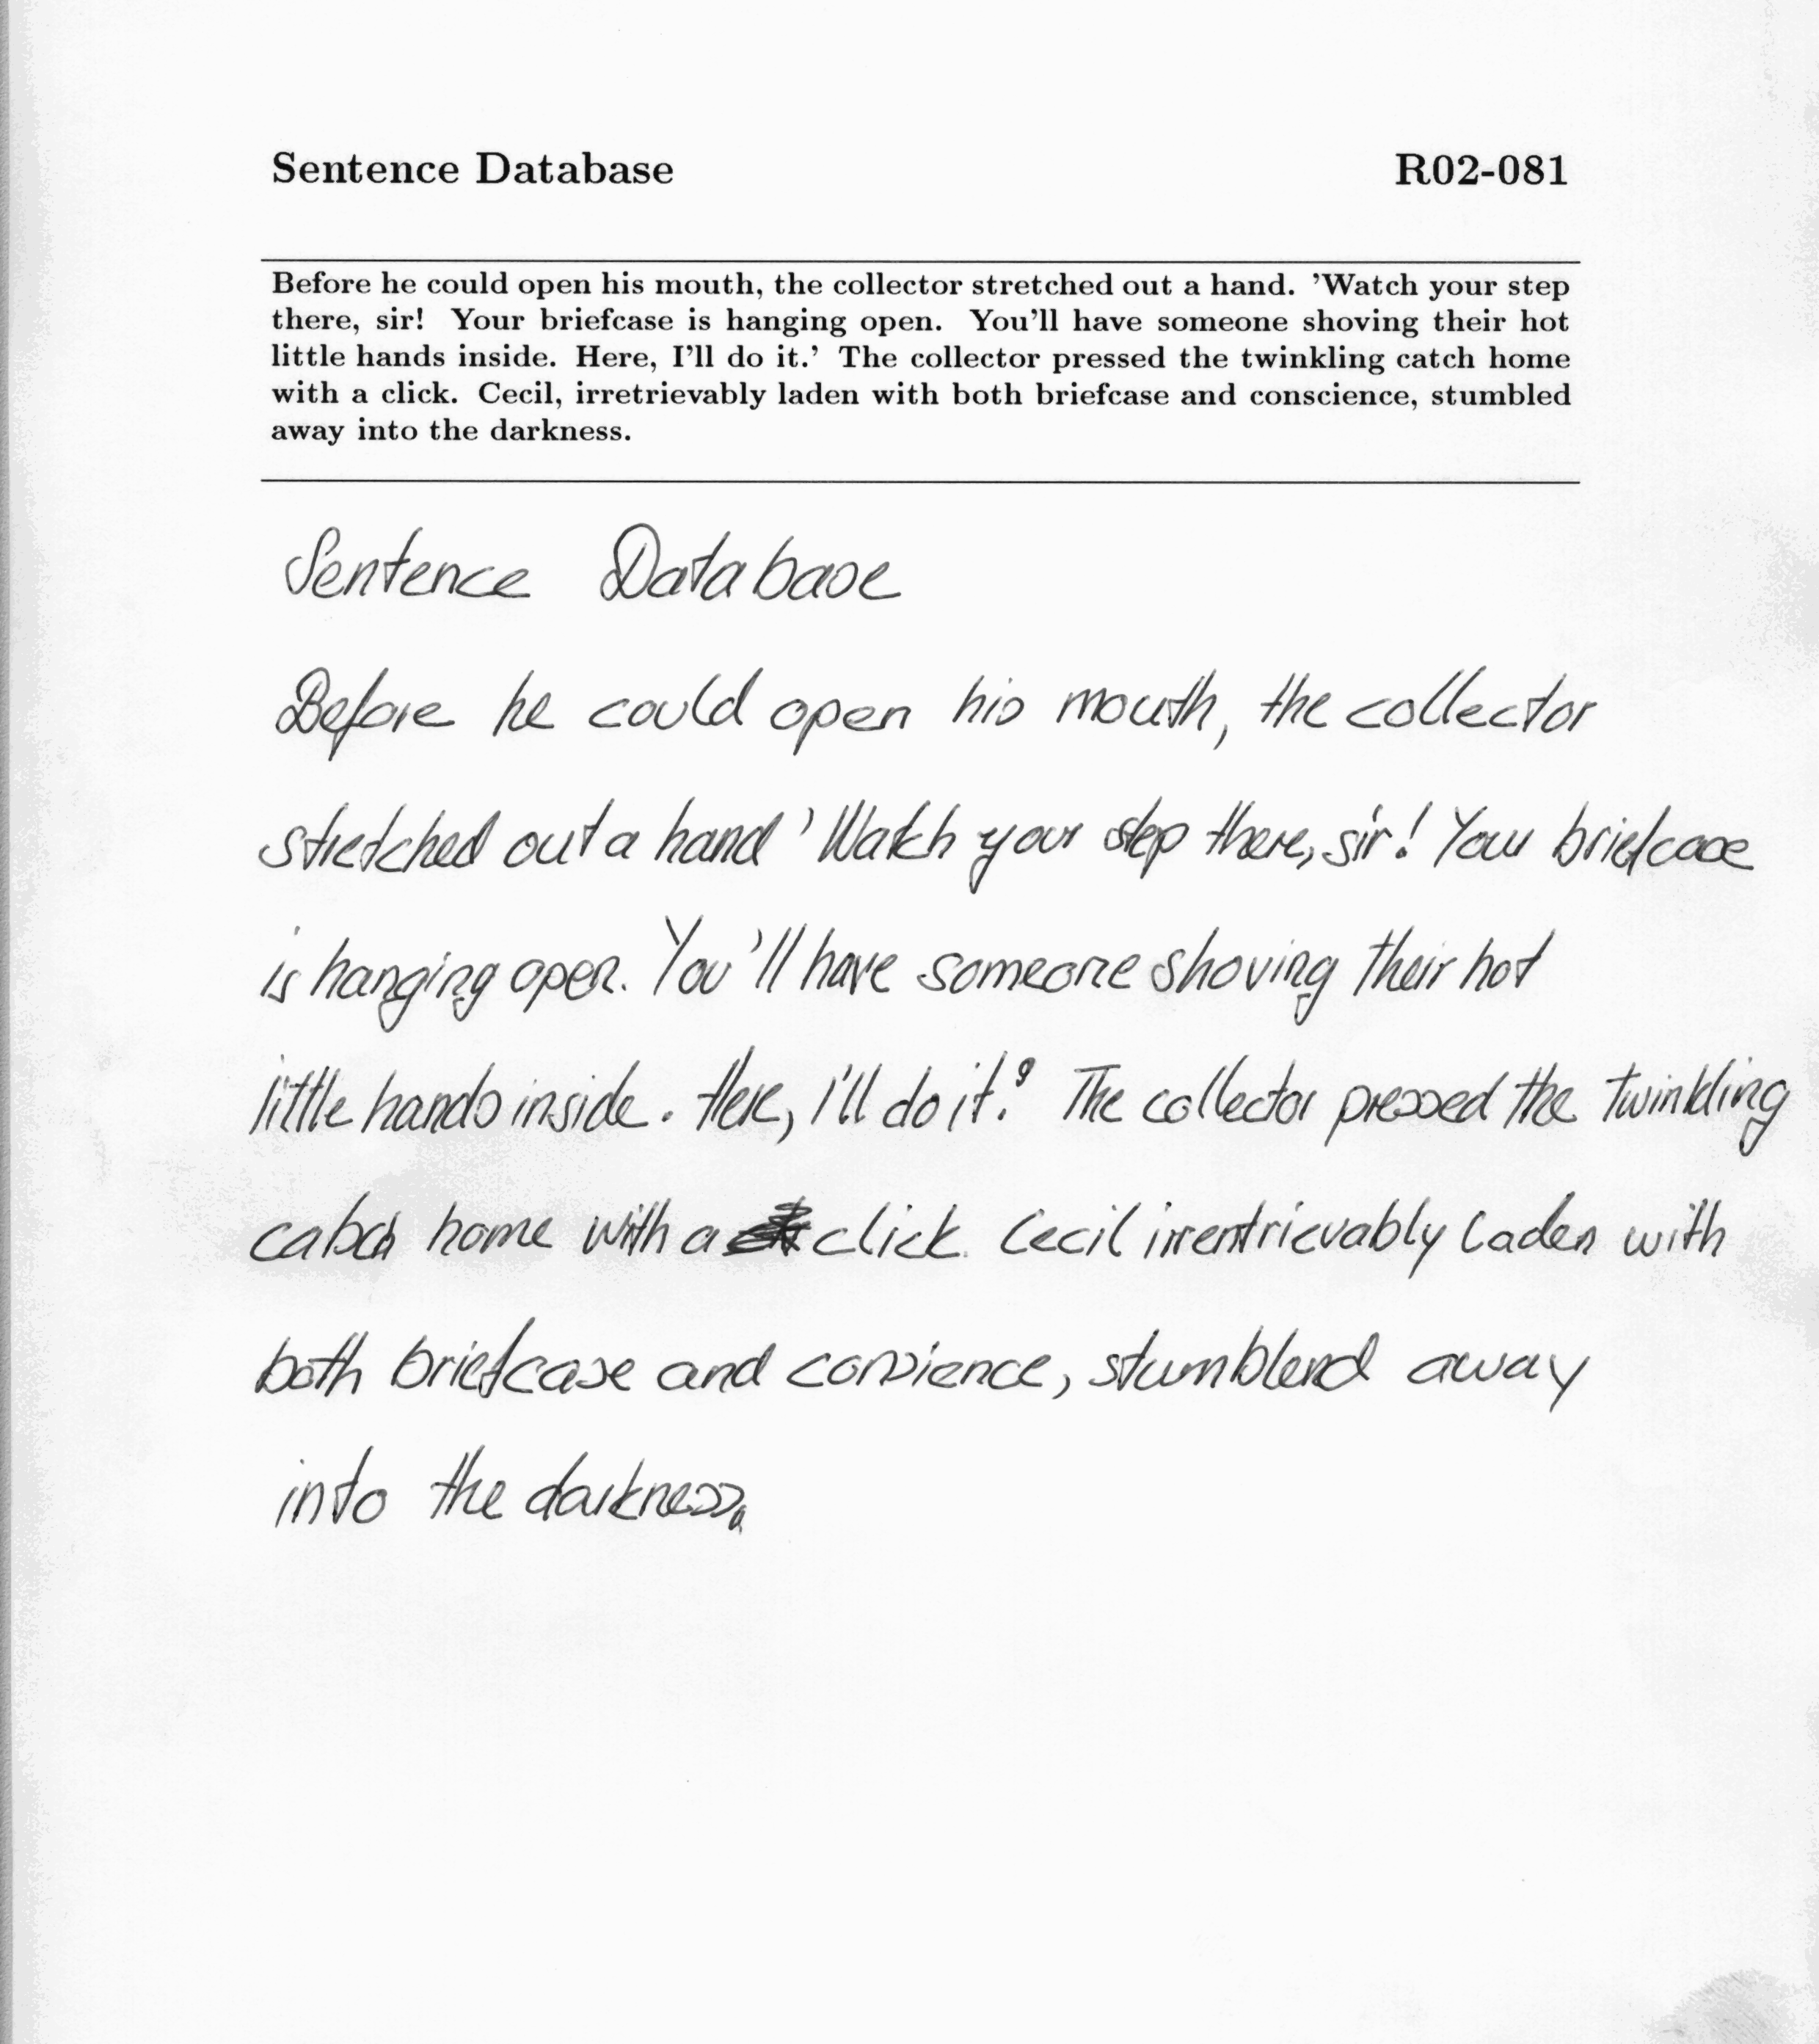 Sentence Database R02-081
Before he could open his mouth, the collector stretched out a hand. 'Watch your step
there, sir! Your briefcase is hanging open. You'll have someone shoving their hot
little hands inside. Here, I'll do it.' The collector pressed the twinkling catch home
with a click. Cecil, irretrievably laden with both briefcase and conscience, stumbled
away into the darkness.
Sentence Database
Before he could open his mouth, the collector
stretched out a hand 'Watch your step there, sir! Your briefcase
is hanging open. You'll have someone shoving their hot
little hands inside. Here, I'll do it.' The collector pressed the twinkling
home with a click. Cecil irrentrievably laden with
both briefcase and consience, stumblend away
into the darkness.